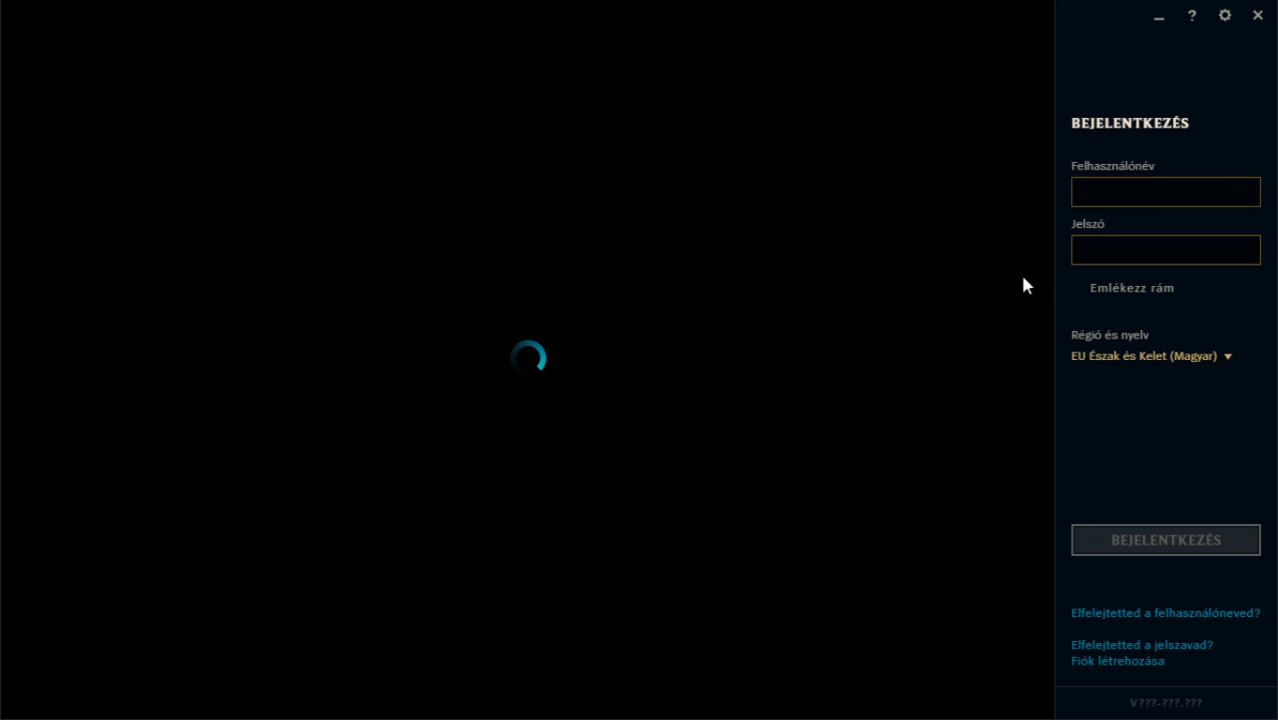 ?
BEJELENTKEZÉS
Felhasználónév
Jelszó
Emlékezz rám
Régió és nyelv
EU Észak és Kelet (Magyar)
BEJELENTKEZÉS
Elfelejtetted a felhasználóneved?
Elfelejtetted a jelszavad?
Fiók létrehozása
V???-???.???